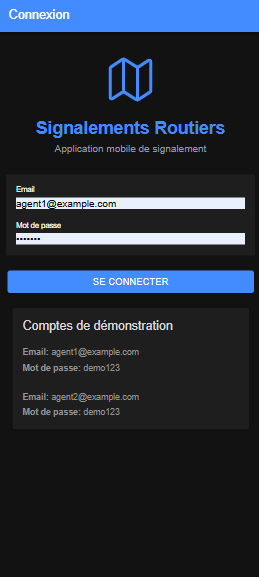 Connexion
Signalements Routiers
Application mobile de signalement
Email
agent1@example.com
Mot de passe
•••••••
SE CONNECTER
Comptes de démonstration
Email: agent1@example.com
Mot de passe: demo123
Email: agent2@example.com
Mot de passe: demo123